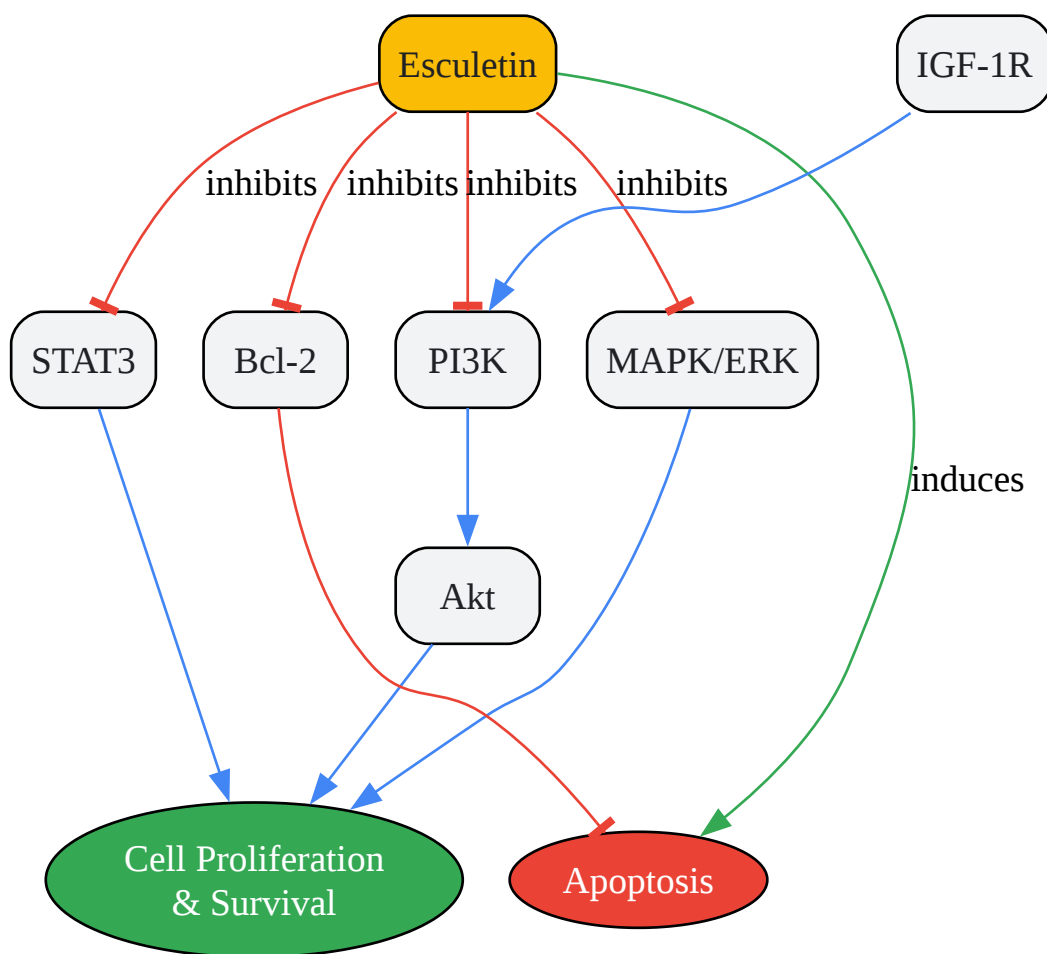 Esculetin
IGF-1R
inhibits
inhibits
inhibits
inhibits
STAT3
Bcl-2
PI3K
MAPK/ERK
induces
Akt
Cell Proliferation
& Survival
Apoptosis